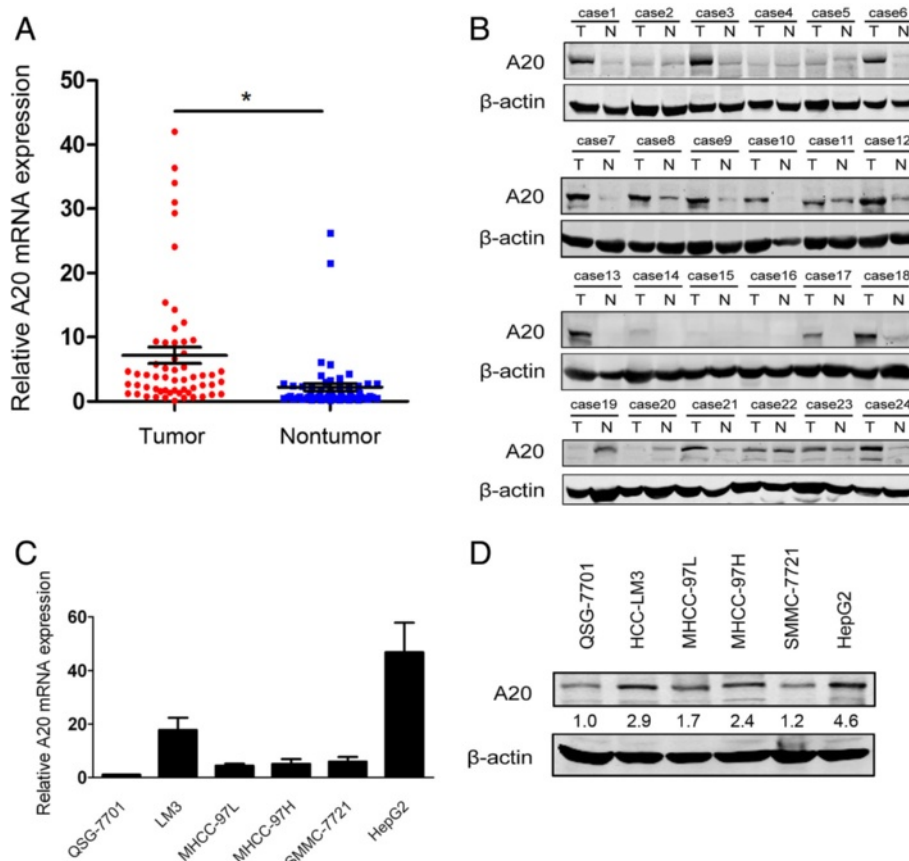 A
Relative A20 mRNA expression
50
40
30
20
10
0
*
Tumor
Nontumor
B
case1 case2 case3 case4 case5 case6
T N T N T N T N T N T N
A20
β-actin
case7 case8 case9 case10 case11 case12
T N T N T N T N T N T N
A20
β-actin
case13 case14 case15 case16 case17 case18
T N T N T N T N T N T N
A20
β-actin
case19 case20 case21 case22 case23 case24
T N T N T N T N T N T N
A20
β-actin
C
Relative A20 mRNA expression
60
40
20
0
QSG-7701
LM3
MHCC-97L
MHCC-97H
SMMC-7721
HepG2
D
QSG-7701
HCC-LM3
MHCC-97L
MHCC-97H
SMMC-7721
HepG2
A20
1.0 2.9 1.7 2.4 1.2 4.6
β-actin